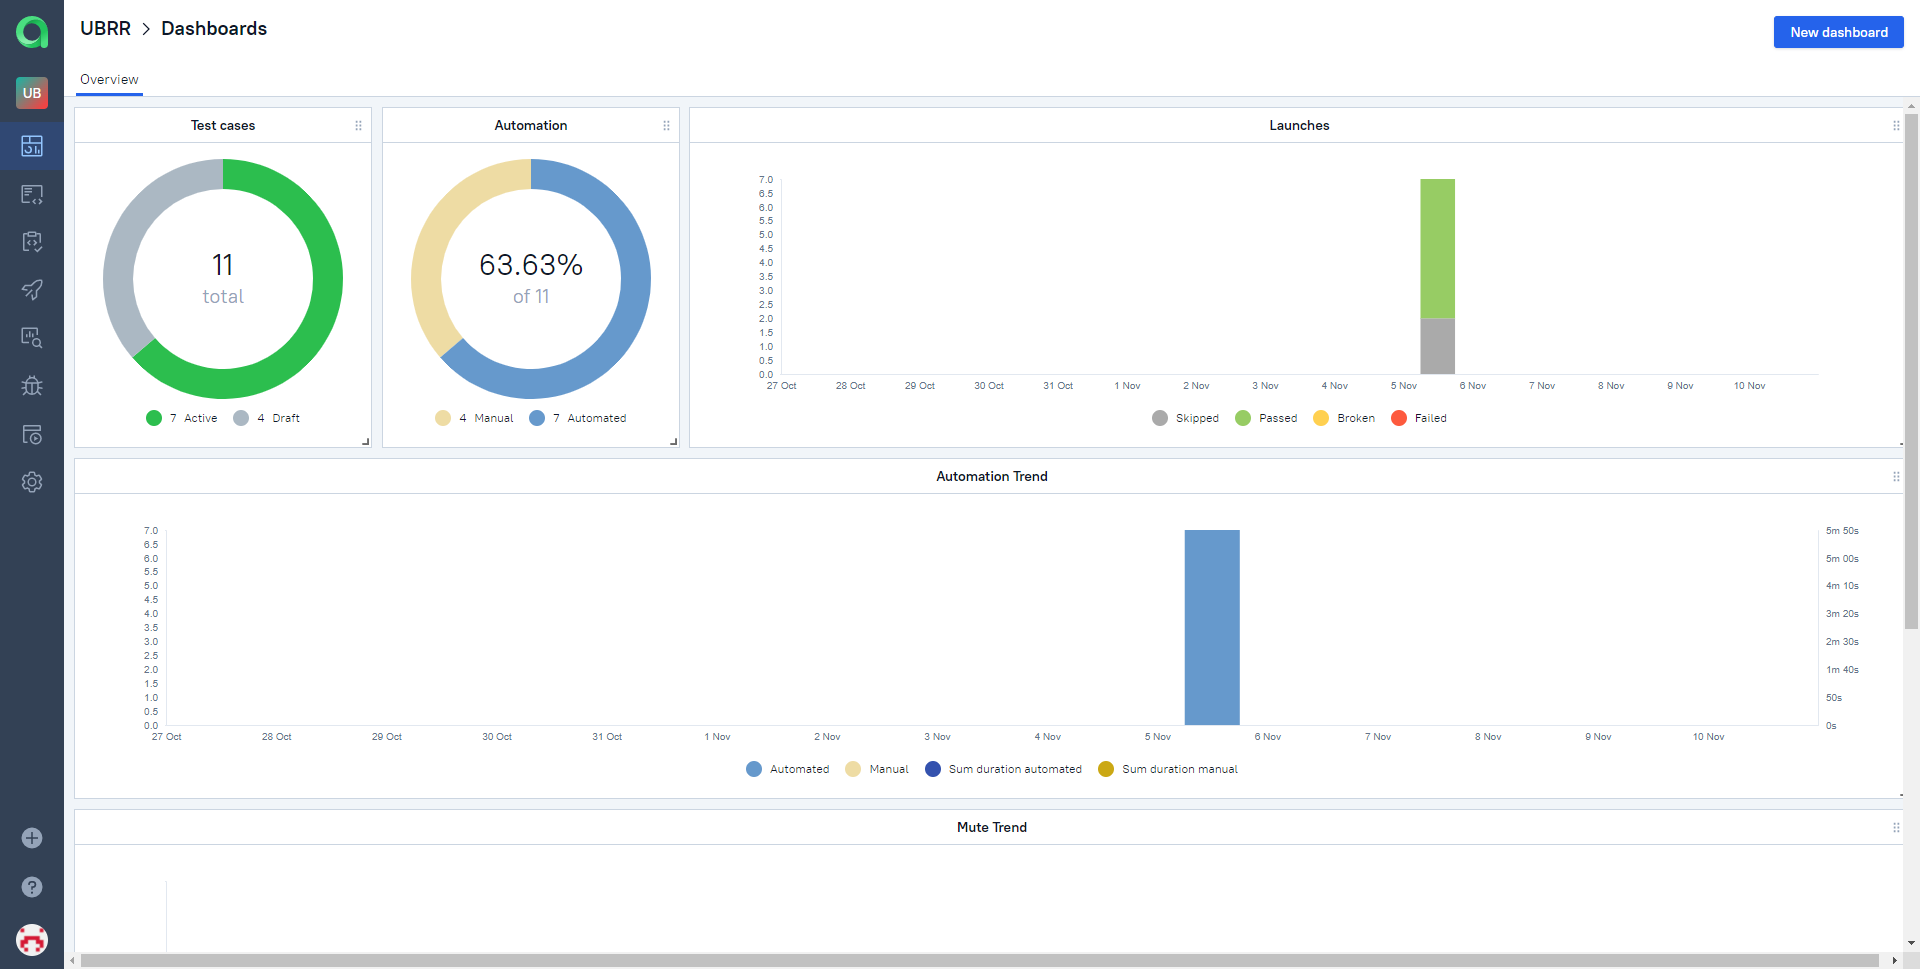 UBRR > Dashboards
New dashboard
UB
Overview
Test cases
11
total
7 Active 4 Draft
Automation
63.63%
of 11
4 Manual 7 Automated
Launches
7.0
6.5
6.0
5.5
5.0
4.5
4.0
3.5
3.0
2.5
2.0
1.5
1.0
0.5
0.0
27 Oct 28 Oct 29 Oct 30 Oct 31 Oct 1 Nov 2 Nov 3 Nov 4 Nov 5 Nov 6 Nov 7 Nov 8 Nov 9 Nov 10 Nov
Skipped Passed Broken Failed
Automation Trend
7.0
6.5
6.0
5.5
5.0
4.5
4.0
3.5
3.0
2.5
2.0
1.5
1.0
0.5
0.0
5m 50s
5m 00s
4m 10s
3m 20s
2m 30s
1m 40s
50s
0s
27 Oct 28 Oct 29 Oct 30 Oct 31 Oct 1 Nov 2 Nov 3 Nov 4 Nov 5 Nov 6 Nov 7 Nov 8 Nov 9 Nov 10 Nov
Automated Manual Sum duration automated Sum duration manual
Mute Trend